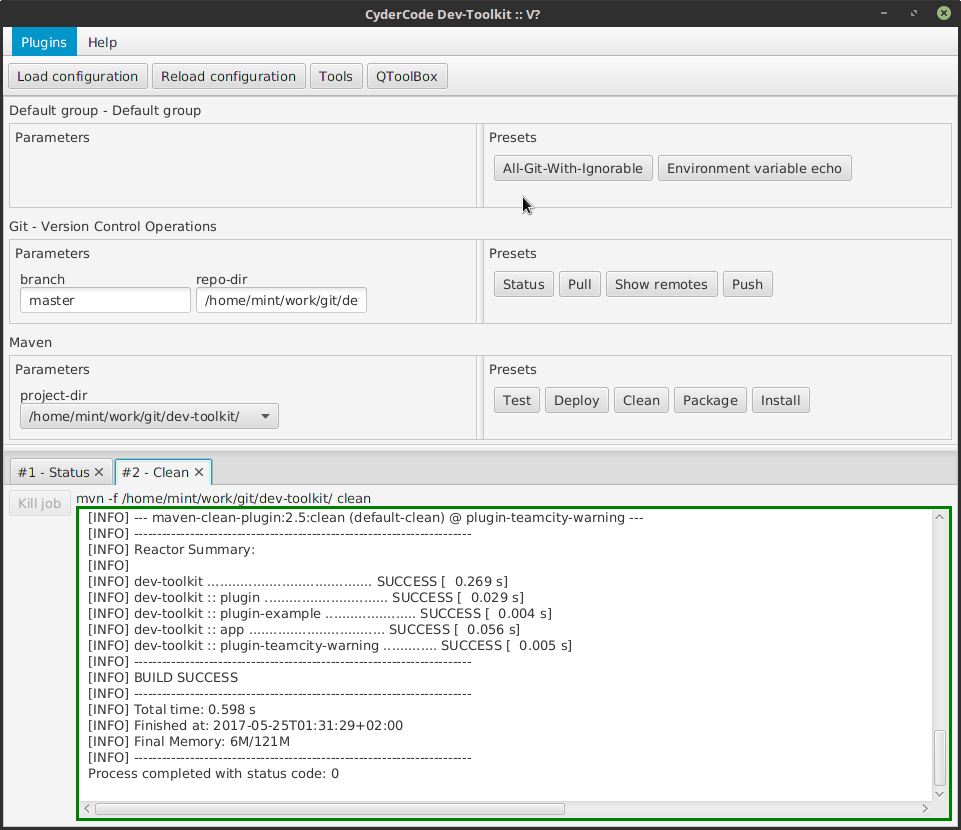 CyderCode Dev-Toolkit :: V?
Plugins Help
Load configuration Reload configuration Tools QToolBox
Default group - Default group
Parameters Presets
All-Git-With-Ignorable Environment variable echo
Git - Version Control Operations
Parameters Presets
branch repo-dir
master /home/mint/work/git/de Status Pull Show remotes Push
Maven
Parameters Presets
project-dir
/home/mint/work/git/dev-toolkit/ Test Deploy Clean Package Install
#1 - Status #2 - Clean
Kill job mvn -f /home/mint/work/git/dev-toolkit/ clean
[INFO] --- maven-clean-plugin:2.5:clean (default-clean) @ plugin-teamcity-warning ---
[INFO] ------------------------------------------------------------------------
[INFO] Reactor Summary:
[INFO]
[INFO] dev-toolkit ........................................ SUCCESS [  0.269 s]
[INFO] dev-toolkit :: plugin .............................. SUCCESS [  0.029 s]
[INFO] dev-toolkit :: plugin-example ...................... SUCCESS [  0.004 s]
[INFO] dev-toolkit :: app ................................. SUCCESS [  0.056 s]
[INFO] dev-toolkit :: plugin-teamcity-warning ............. SUCCESS [  0.005 s]
[INFO] ------------------------------------------------------------------------
[INFO] BUILD SUCCESS
[INFO] ------------------------------------------------------------------------
[INFO] Total time: 0.598 s
[INFO] Finished at: 2017-05-25T01:31:29+02:00
[INFO] Final Memory: 6M/121M
[INFO] ------------------------------------------------------------------------
Process completed with status code: 0